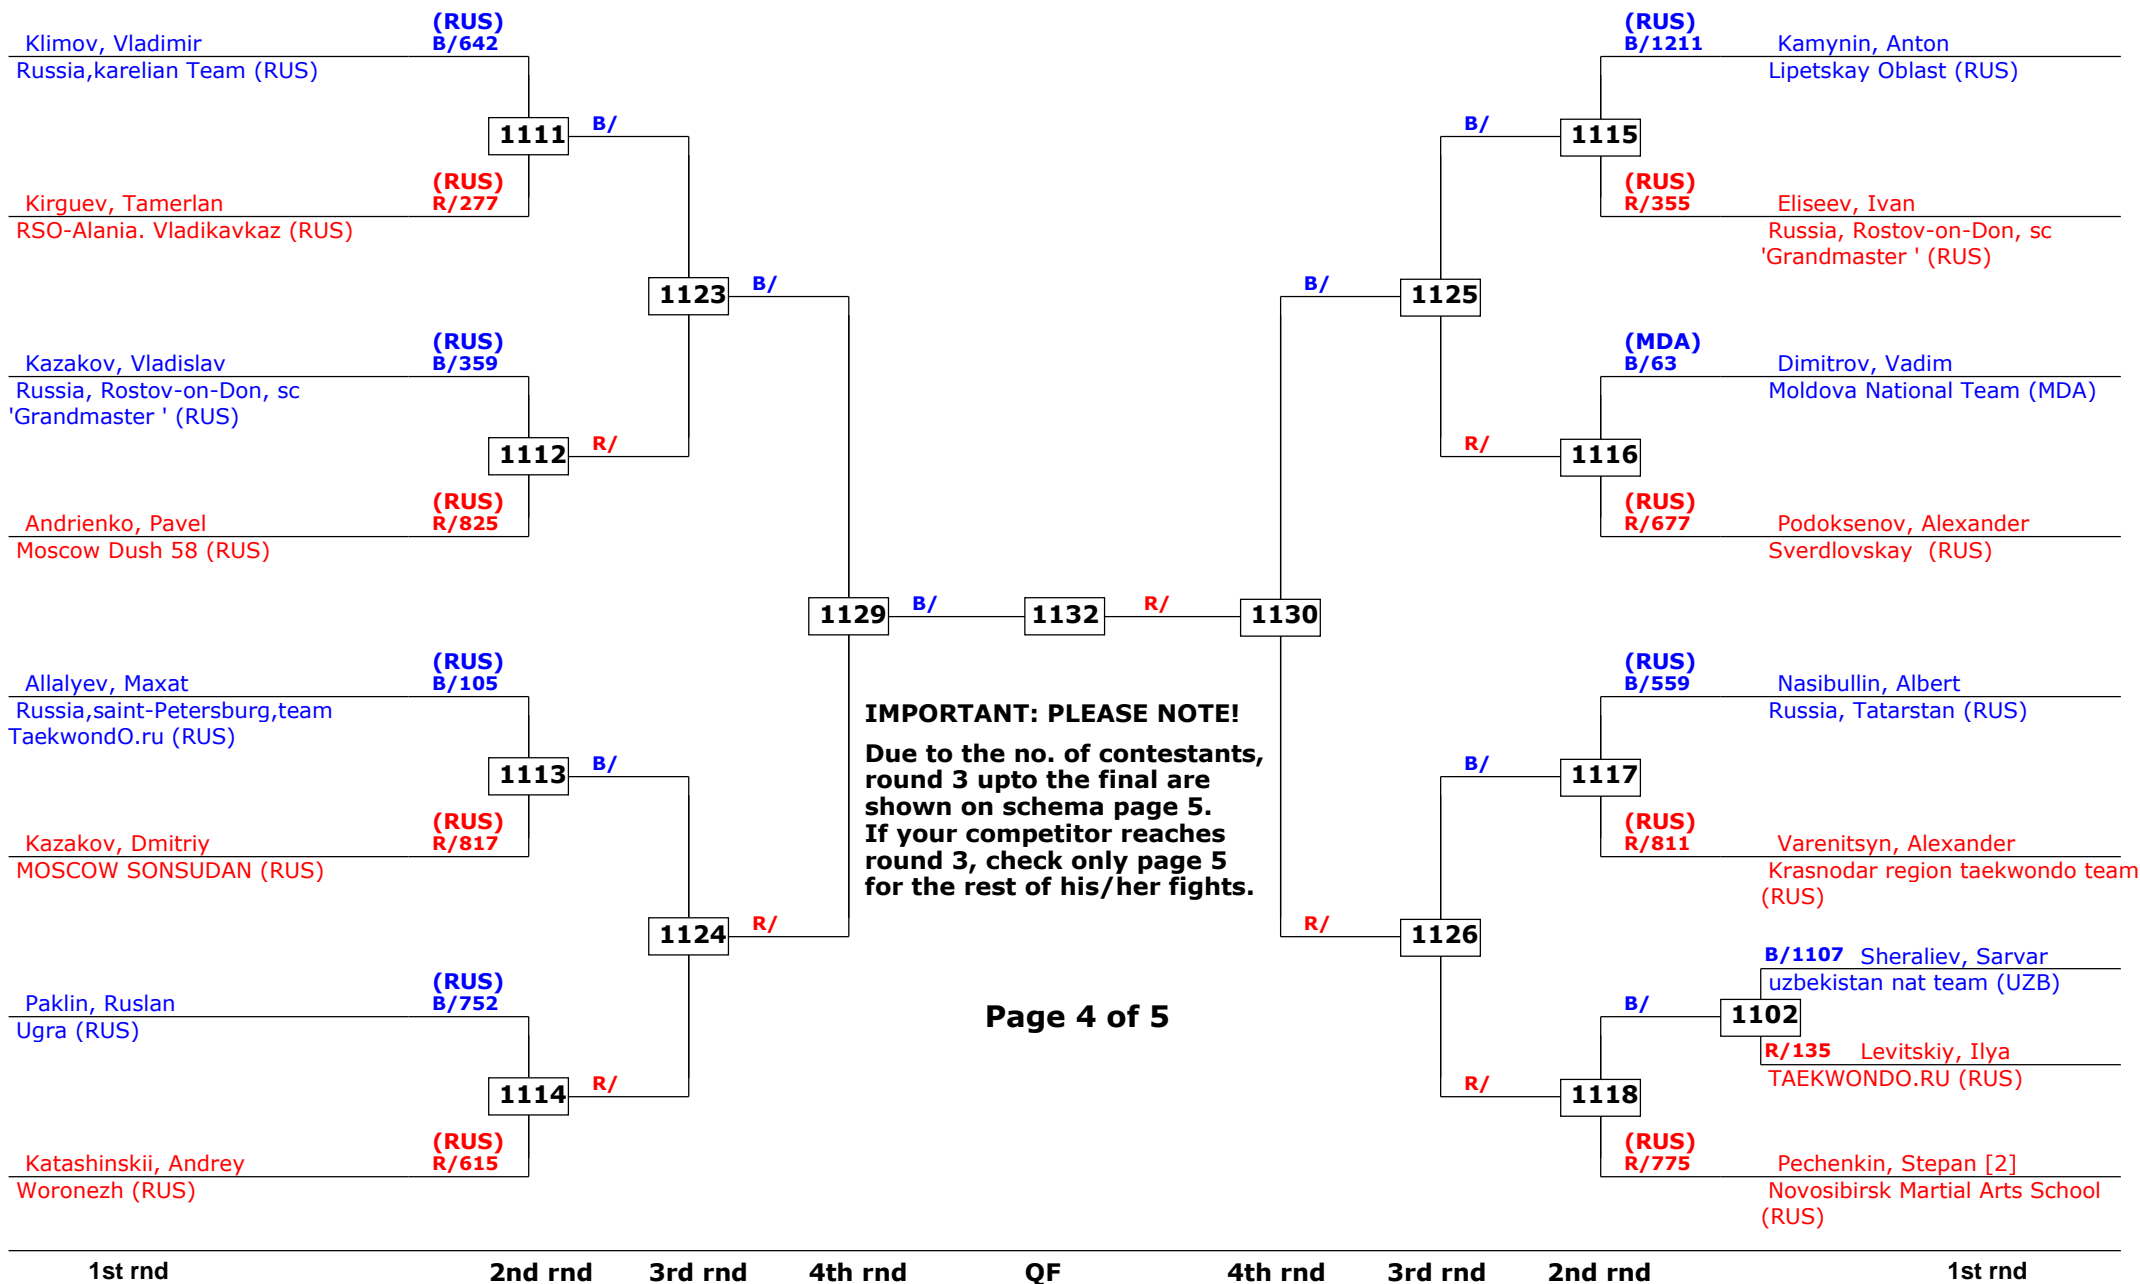 (RUS)
Klimov, Vladimir B/642
Russia,karelian Team (RUS)
1111 B/
(RUS)
Kirguev, Tamerlan R/277
RSO-Alania. Vladikavkaz (RUS)
1123 B/
(RUS)
Kazakov, Vladislav B/359
Russia, Rostov-on-Don, sc
'Grandmaster ' (RUS)
1112 R/
(RUS)
Andrienko, Pavel R/825
Moscow Dush 58 (RUS)
1129 B/ 1132 R/ 1130
(RUS)
Allalyev, Maxat B/105
Russia,saint-Petersburg,team
TaekwondO.ru (RUS)
1113 B/
(RUS)
Kazakov, Dmitriy R/817
MOSCOW SONSUDAN (RUS)
1124 R/
(RUS)
Paklin, Ruslan B/752
Ugra (RUS)
1114 R/
(RUS)
Katashinskii, Andrey R/615
Woronezh (RUS)
IMPORTANT: PLEASE NOTE!
Due to the no. of contestants,
round 3 upto the final are
shown on schema page 5.
If your competitor reaches
round 3, check only page 5
for the rest of his/her fights.
Page 4 of 5
(RUS)
B/1211 Kamynin, Anton
Lipetskay Oblast (RUS)
B/ 1115
(RUS)
R/355 Eliseev, Ivan
Russia, Rostov-on-Don, sc
'Grandmaster ' (RUS)
B/ 1125
(MDA)
B/63 Dimitrov, Vadim
Moldova National Team (MDA)
R/ 1116
(RUS)
R/677 Podoksenov, Alexander
Sverdlovskay (RUS)
(RUS)
B/559 Nasibullin, Albert
Russia, Tatarstan (RUS)
B/ 1117
(RUS)
R/811 Varenitsyn, Alexander
Krasnodar region taekwondo team
(RUS)
R/ 1126
B/1107 Sheraliev, Sarvar
uzbekistan nat team (UZB)
B/ 1102
R/135 Levitskiy, Ilya
TAEKWONDO.RU (RUS)
R/ 1118
(RUS)
R/775 Pechenkin, Stepan [2]
Novosibirsk Martial Arts School
(RUS)
1st rnd 2nd rnd 3rd rnd 4th rnd QF 4th rnd 3rd rnd 2nd rnd 1st rnd